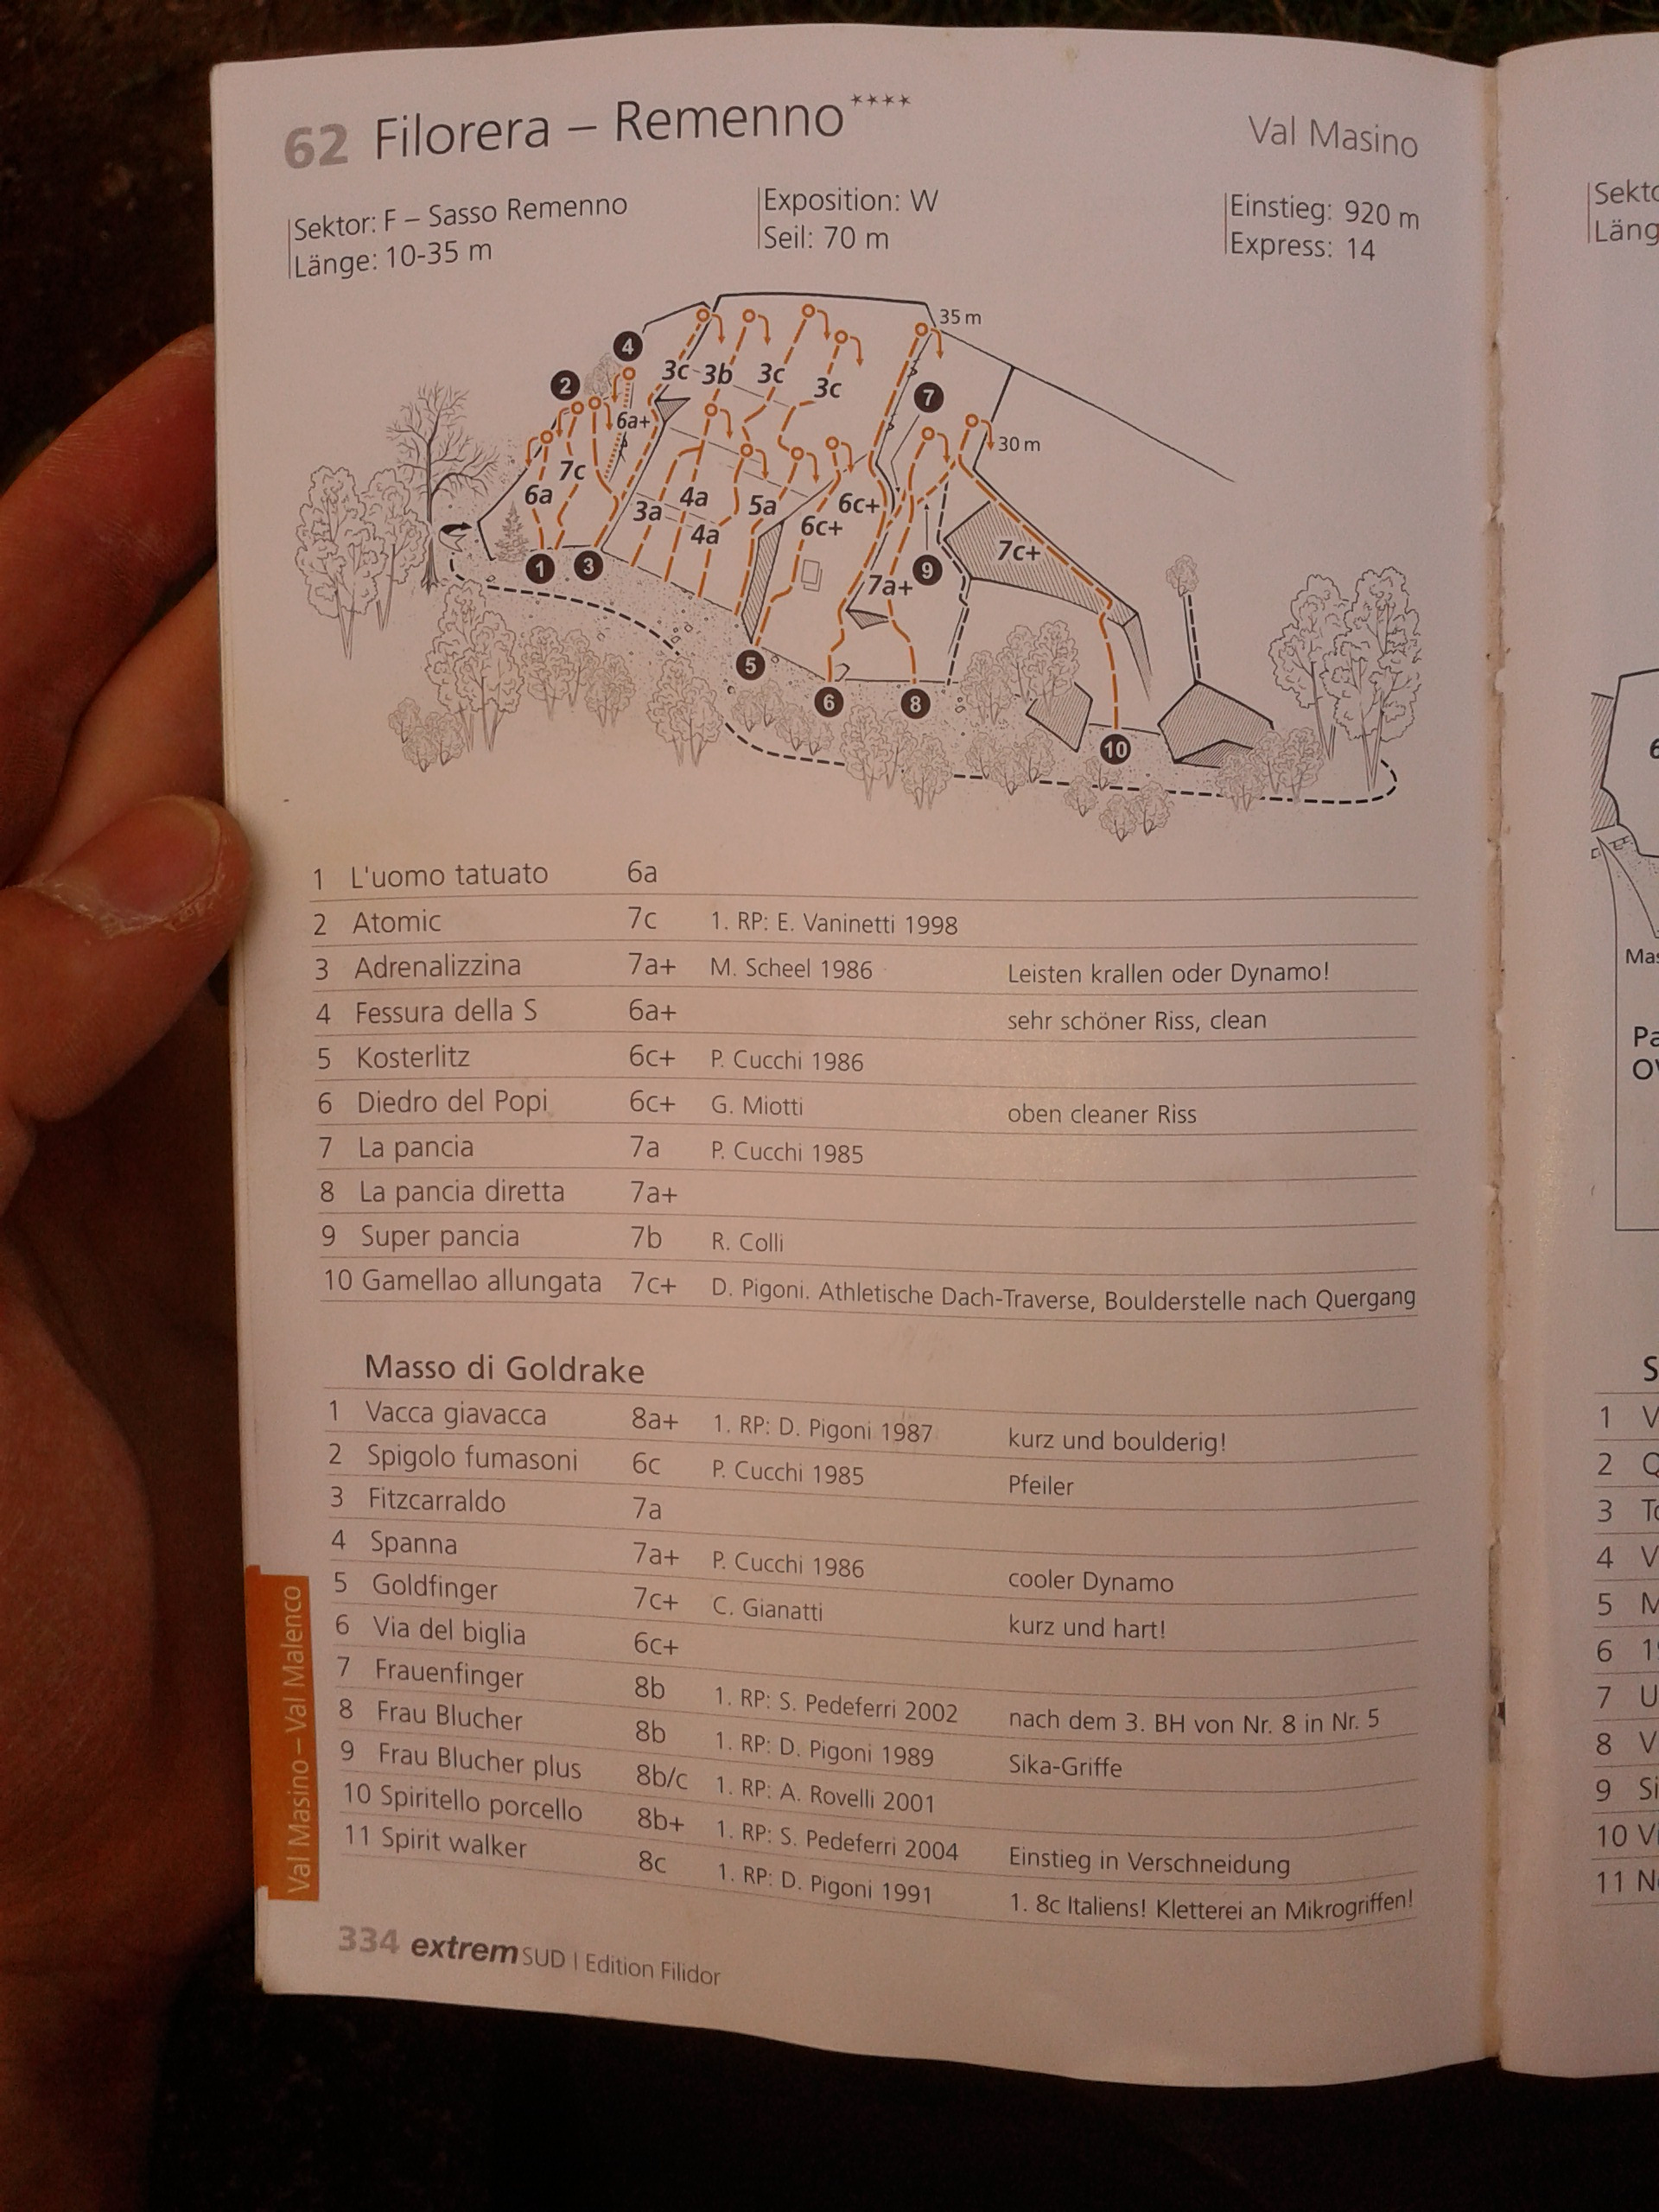 62 Filorera – Remenno**** Val Masino
Sektor: F – Sasso Remenno Exposition: W Einstieg: 920 m
Länge: 10-35 m Seil: 70 m Express: 14
35 m
4
3c 3b 3c 3c
2 7
6a+ 30 m
7c
6a 4a 5a 6c+
3a 4a 6c+ 7c+
1 3 7a+ 9
5
6 8
10
1 L'uomo tatuato 6a
2 Atomic 7c 1. RP: E. Vaninetti 1998
3 Adrenalizzina 7a+ M. Scheel 1986 Leisten krallen oder Dynamo!
4 Fessura della S 6a+ sehr schöner Riss, clean
5 Kosterlitz 6c+ P. Cucchi 1986
6 Diedro del Popi 6c+ G. Miotti oben cleaner Riss
7 La pancia 7a P. Cucchi 1985
8 La pancia diretta 7a+
9 Super pancia 7b R. Colli
10 Gamellao allungata 7c+ D. Pigoni. Athletische Dach-Traverse, Boulderstelle nach Quergang
Masso di Goldrake
1 Vacca giavacca 8a+ 1. RP: D. Pigoni 1987 kurz und boulderig!
2 Spigolo fumasoni 6c P. Cucchi 1985 Pfeiler
3 Fitzcarraldo 7a
4 Spanna 7a+ P. Cucchi 1986 cooler Dynamo
5 Goldfinger 7c+ C. Gianatti kurz und hart!
6 Via del biglia 6c+
7 Frauenfinger 8b 1. RP: S. Pedeferri 2002 nach dem 3. BH von Nr. 8 in Nr. 5
8 Frau Blucher 8b 1. RP: D. Pigoni 1989 Sika-Griffe
9 Frau Blucher plus 8b/c 1. RP: A. Rovelli 2001
10 Spiritello porcello 8b+ 1. RP: S. Pedeferri 2004 Einstieg in Verschneidung
11 Spirit walker 8c 1. RP: D. Pigoni 1991 1. 8c Italiens! Kletterei an Mikrogriffen!
Val Masino – Val Malenco
334 extrem SUD | Edition Filidor
1
2
3
4
5
6
7
8
9
10
11